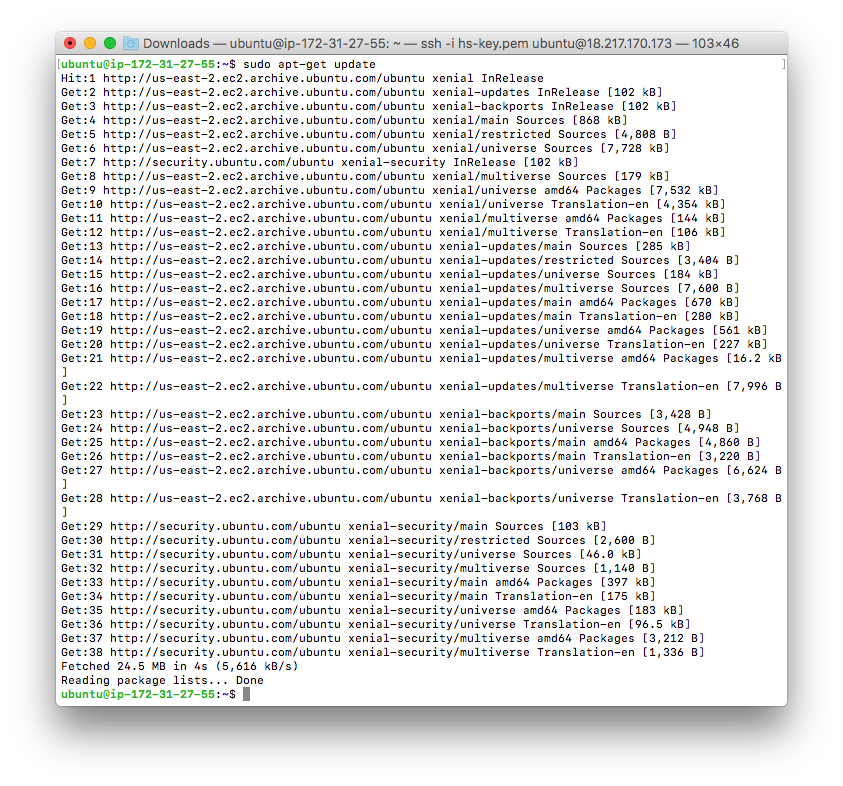 Downloads — ubuntu@ip-172-31-27-55: ~ — ssh -i hs-key.pem ubuntu@18.217.170.173 — 103×46
[ubuntu@ip-172-31-27-55:~$ sudo apt-get update ]
Hit:1 http://us-east-2.ec2.archive.ubuntu.com/ubuntu xenial InRelease
Get:2 http://us-east-2.ec2.archive.ubuntu.com/ubuntu xenial-updates InRelease [102 kB]
Get:3 http://us-east-2.ec2.archive.ubuntu.com/ubuntu xenial-backports InRelease [102 kB]
Get:4 http://us-east-2.ec2.archive.ubuntu.com/ubuntu xenial/main Sources [868 kB]
Get:5 http://us-east-2.ec2.archive.ubuntu.com/ubuntu xenial/restricted Sources [4,808 B]
Get:6 http://us-east-2.ec2.archive.ubuntu.com/ubuntu xenial/universe Sources [7,728 kB]
Get:7 http://security.ubuntu.com/ubuntu xenial-security InRelease [102 kB]
Get:8 http://us-east-2.ec2.archive.ubuntu.com/ubuntu xenial/multiverse Sources [179 kB]
Get:9 http://us-east-2.ec2.archive.ubuntu.com/ubuntu xenial/universe amd64 Packages [7,532 kB]
Get:10 http://us-east-2.ec2.archive.ubuntu.com/ubuntu xenial/universe Translation-en [4,354 kB]
Get:11 http://us-east-2.ec2.archive.ubuntu.com/ubuntu xenial/multiverse amd64 Packages [144 kB]
Get:12 http://us-east-2.ec2.archive.ubuntu.com/ubuntu xenial/multiverse Translation-en [106 kB]
Get:13 http://us-east-2.ec2.archive.ubuntu.com/ubuntu xenial-updates/main Sources [285 kB]
Get:14 http://us-east-2.ec2.archive.ubuntu.com/ubuntu xenial-updates/restricted Sources [3,404 B]
Get:15 http://us-east-2.ec2.archive.ubuntu.com/ubuntu xenial-updates/universe Sources [184 kB]
Get:16 http://us-east-2.ec2.archive.ubuntu.com/ubuntu xenial-updates/multiverse Sources [7,600 B]
Get:17 http://us-east-2.ec2.archive.ubuntu.com/ubuntu xenial-updates/main amd64 Packages [670 kB]
Get:18 http://us-east-2.ec2.archive.ubuntu.com/ubuntu xenial-updates/main Translation-en [280 kB]
Get:19 http://us-east-2.ec2.archive.ubuntu.com/ubuntu xenial-updates/universe amd64 Packages [561 kB]
Get:20 http://us-east-2.ec2.archive.ubuntu.com/ubuntu xenial-updates/universe Translation-en [227 kB]
Get:21 http://us-east-2.ec2.archive.ubuntu.com/ubuntu xenial-updates/multiverse amd64 Packages [16.2 kB
]
Get:22 http://us-east-2.ec2.archive.ubuntu.com/ubuntu xenial-updates/multiverse Translation-en [7,996 B
]
Get:23 http://us-east-2.ec2.archive.ubuntu.com/ubuntu xenial-backports/main Sources [3,428 B]
Get:24 http://us-east-2.ec2.archive.ubuntu.com/ubuntu xenial-backports/universe Sources [4,948 B]
Get:25 http://us-east-2.ec2.archive.ubuntu.com/ubuntu xenial-backports/main amd64 Packages [4,860 B]
Get:26 http://us-east-2.ec2.archive.ubuntu.com/ubuntu xenial-backports/main Translation-en [3,220 B]
Get:27 http://us-east-2.ec2.archive.ubuntu.com/ubuntu xenial-backports/universe amd64 Packages [6,624 B
]
Get:28 http://us-east-2.ec2.archive.ubuntu.com/ubuntu xenial-backports/universe Translation-en [3,768 B
]
Get:29 http://security.ubuntu.com/ubuntu xenial-security/main Sources [103 kB]
Get:30 http://security.ubuntu.com/ubuntu xenial-security/restricted Sources [2,600 B]
Get:31 http://security.ubuntu.com/ubuntu xenial-security/universe Sources [46.0 kB]
Get:32 http://security.ubuntu.com/ubuntu xenial-security/multiverse Sources [1,140 B]
Get:33 http://security.ubuntu.com/ubuntu xenial-security/main amd64 Packages [397 kB]
Get:34 http://security.ubuntu.com/ubuntu xenial-security/main Translation-en [175 kB]
Get:35 http://security.ubuntu.com/ubuntu xenial-security/universe amd64 Packages [183 kB]
Get:36 http://security.ubuntu.com/ubuntu xenial-security/universe Translation-en [96.5 kB]
Get:37 http://security.ubuntu.com/ubuntu xenial-security/multiverse amd64 Packages [3,212 B]
Get:38 http://security.ubuntu.com/ubuntu xenial-security/multiverse Translation-en [1,336 B]
Fetched 24.5 MB in 4s (5,616 kB/s)
Reading package lists... Done
ubuntu@ip-172-31-27-55:~$